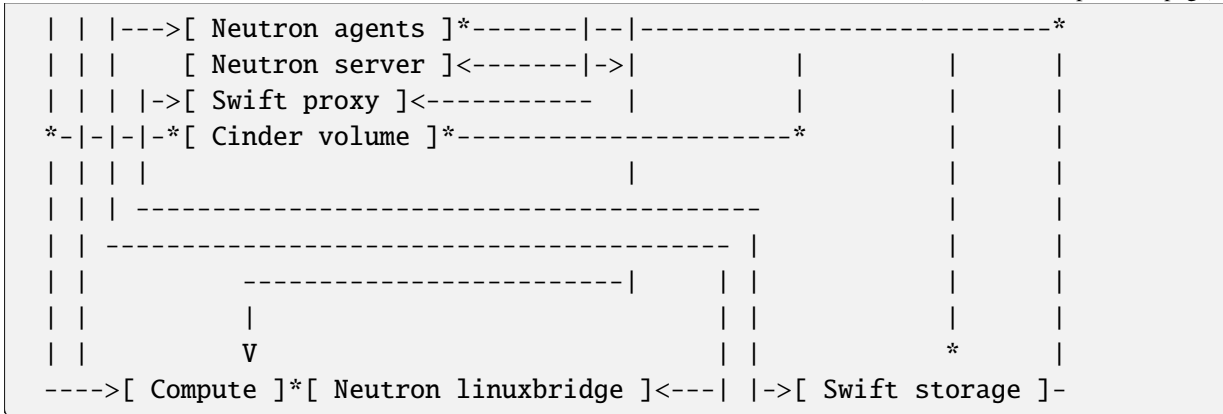 | | |--->[ Neutron agents ]*-------|--|---------------------------*
| | |    [ Neutron server ]<-------|->|           |         |      |
| | | |->[ Swift proxy ]<-----------  |           |         |      |
*-|-|-|-*[ Cinder volume ]*----------------------*         |      |
| | | |                                |                    |      |
| | | -----------------------------------------            |      |
| | ----------------------------------------- |            |      |
| |          -------------------------|     | |            |      |
| |          |                              | |            |      |
| |          V                              | |            *      |
---->[ Compute ]*[ Neutron linuxbridge ]<---| |->[ Swift storage ]-